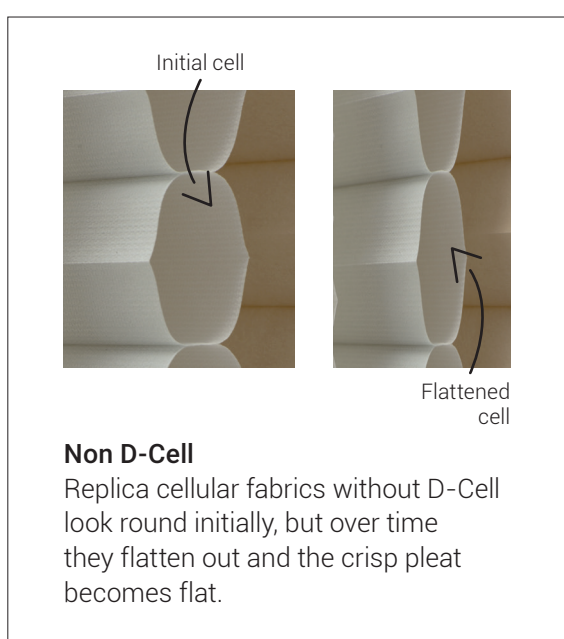 Initial cell
Flattened
cell
Non D-Cell
Replica cellular fabrics without D-Cell
look round initially, but over time
they flatten out and the crisp pleat
becomes flat.